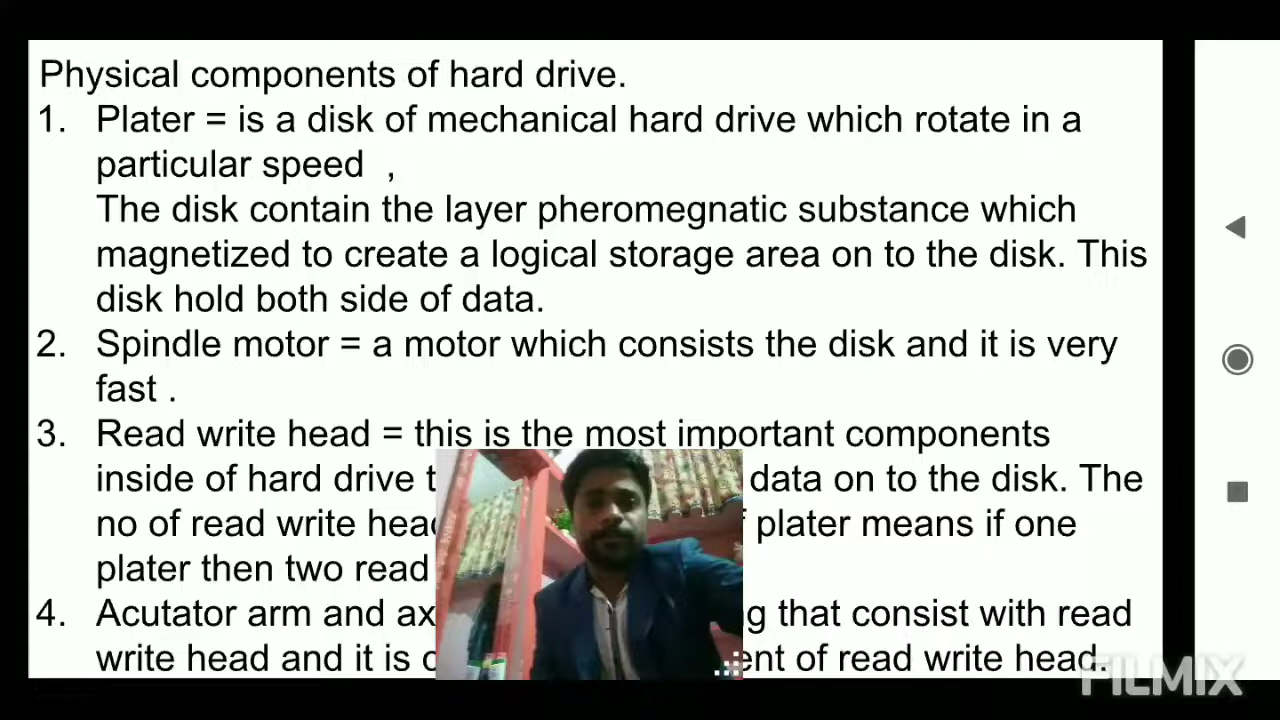 Physical components of hard drive.
1. Plater = is a disk of mechanical hard drive which rotate in a
particular speed ,
The disk contain the layer pheromegnatic substance which
magnetized to create a logical storage area on to the disk. This
disk hold both side of data.
2. Spindle motor = a motor which consists the disk and it is very
fast .
3. Read write head = this is the most important components
inside of hard drive data on to the disk. The
no of read write plater means if one
plater then two read
4. Acutator arm and that consist with read
write head and it is of read write head.
FILMIX